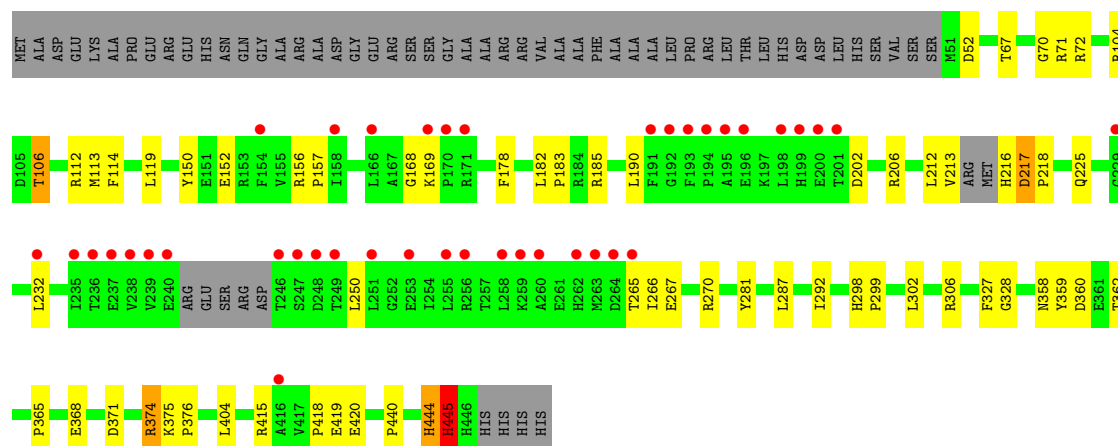 MET ALA ASP GLU LYS ALA PRO GLU ARG GLU HIS ASN GLN GLY ALA ARG ALA ASP GLY GLU ARG SER SER GLY ALA ALA ARG ARG VAL ALA ALA PHE ALA ALA ALA LEU PRO ARG LEU THR LEU HIS ASP ASP LEU HIS SER VAL SER SER M51 D52 T67 G70 R71 R72
D105 T106 R112 M113 F114 L119 Y150 E151 E152 R153 F154 V155 R156 P157 I158 L166 A167 G168 K169 P170 R171 F178 L182 P183 R184 R185 L190 F191 G192 F193 P194 A195 E196 K197 L198 H199 E200 T201 D202 R206 L212 V213 ARG MET H216 D217 P218 Q225
L232 I235 T236 E237 V238 V239 E240 ARG GLU SER ARG ASP T246 S247 D248 T249 L250 L251 G252 E253 I254 L255 R256 T257 L258 K259 A260 E261 H262 M263 D264 T265 I266 E267 R270 Y281 L287 I292 H298 P299 L302 R306 F327 G328 N358 Y359 D360 E361 T362
P365 E368 D371 R374 K375 P376 L404 R415 A416 V417 P418 E419 E420 P440 H444 H445 H446 HIS HIS HIS HIS